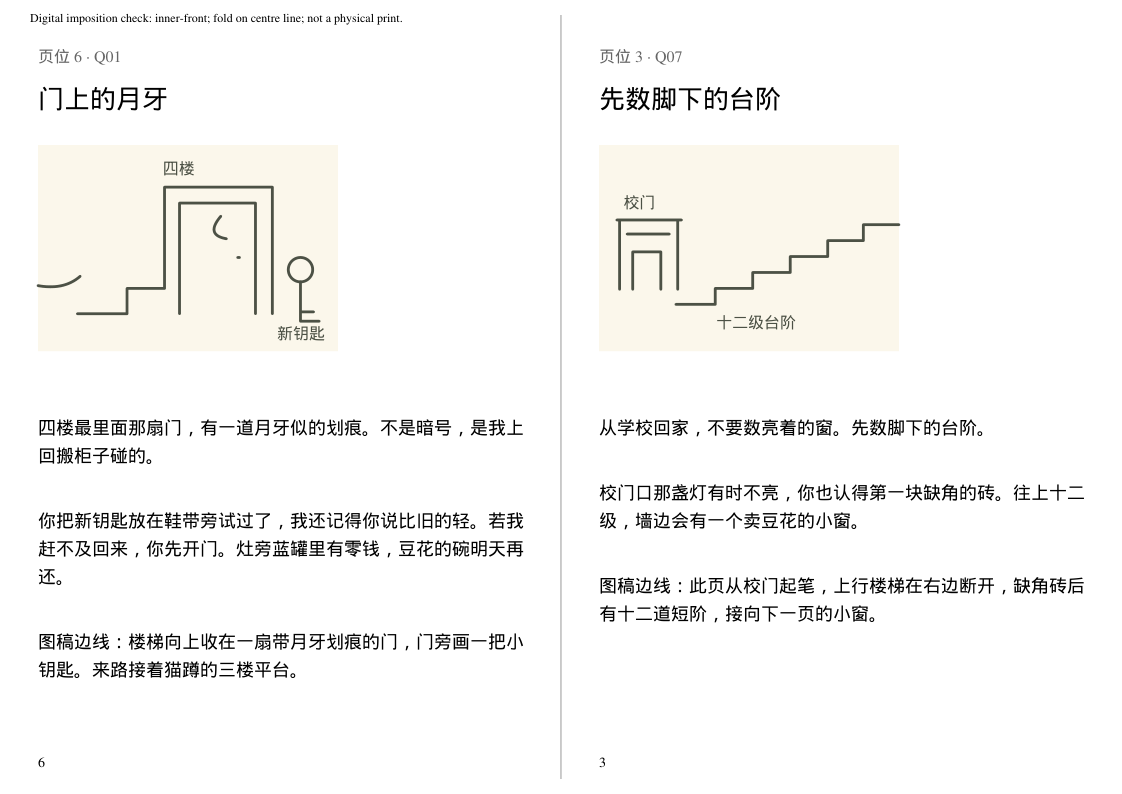 Digital imposition check: inner-front; fold on centre line; not a physical print.
页位 6 · Q01
门上的月牙
四楼
新钥匙
四楼最里面那扇门，有一道月牙似的划痕。不是暗号，是我上
回搬柜子碰的。
你把新钥匙放在鞋带旁试过了，我还记得你说比旧的轻。若我
赶不及回来，你先开门。灶旁蓝罐里有零钱，豆花的碗明天再
还。
图稿边线：楼梯向上收在一扇带月牙划痕的门，门旁画一把小
钥匙。来路接着猫蹲的三楼平台。
6
页位 3 · Q07
先数脚下的台阶
校门
十二级台阶
从学校回家，不要数亮着的窗。先数脚下的台阶。
校门口那盏灯有时不亮，你也认得第一块缺角的砖。往上十二
级，墙边会有一个卖豆花的小窗。
图稿边线：此页从校门起笔，上行楼梯在右边断开，缺角砖后
有十二道短阶，接向下一页的小窗。
3